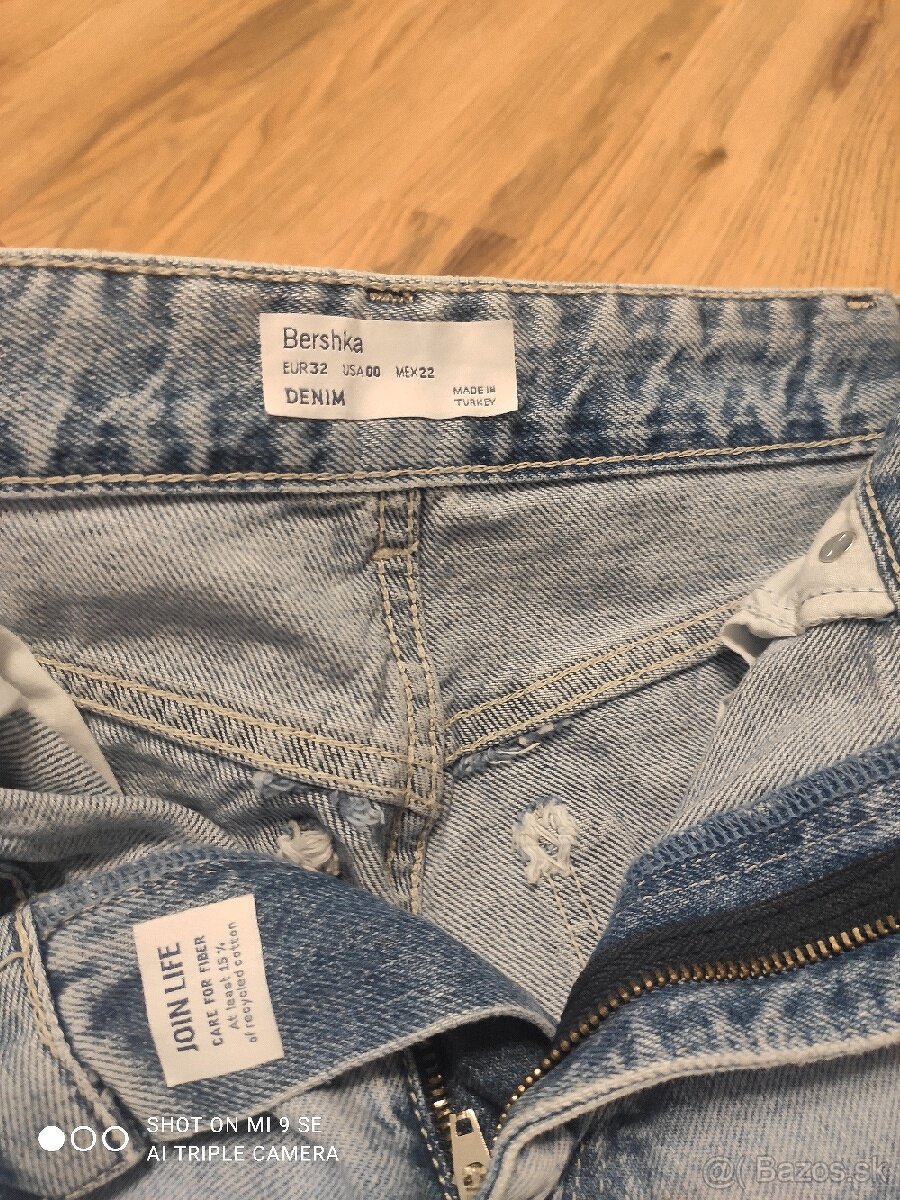 Bershka
EUR32 USA00 MEX22
DENIM
MADE IN
TURKEY
JOIN LIFE
CARE FOR FIBER
At least 15%
of recycled cotton
SHOT ON MI 9 SE
AI TRIPLE CAMERA
@ Bazos.sk